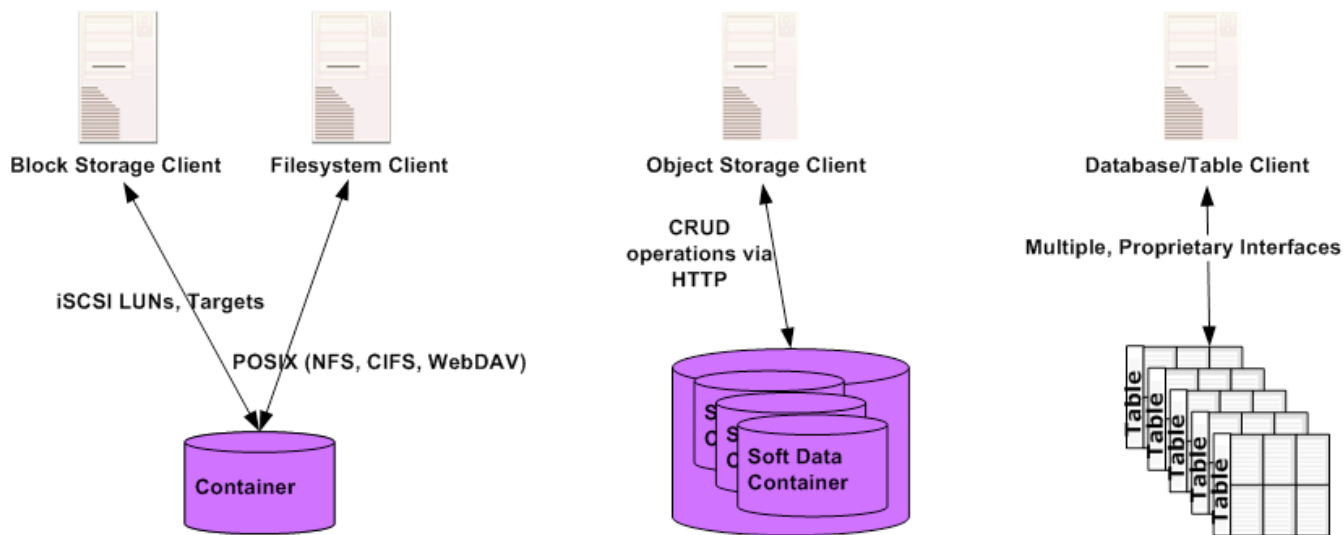 Block Storage Client
Filesystem Client
Object Storage Client
Database/Table Client
CRUD
operations via
HTTP
Multiple, Proprietary Interfaces
iSCSI LUNs, Targets
POSIX (NFS, CIFS, WebDAV)
Container
S
C
S
C
Soft Data
Container
Table
Table
Table
Table
Table